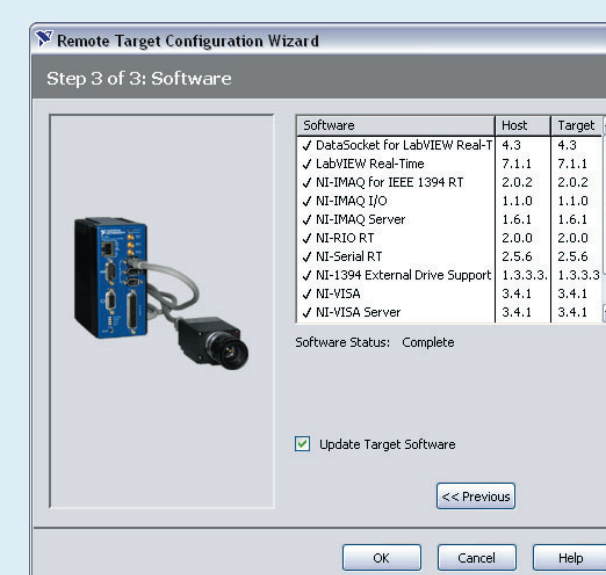 Remote Target Configuration Wizard
Step 3 of 3: Software
Software Host Target
✓ DataSocket for LabVIEW Real-T 4.3 4.3
✓ LabVIEW Real-Time 7.1.1 7.1.1
✓ NI-IMAQ for IEEE 1394 RT 2.0.2 2.0.2
✓ NI-IMAQ I/O 1.1.0 1.1.0
✓ NI-IMAQ Server 1.6.1 1.6.1
✓ NI-RIO RT 2.0.0 2.0.0
✓ NI-Serial RT 2.5.6 2.5.6
✓ NI-1394 External Drive Support 1.3.3.3. 1.3.3.3
✓ NI-VISA 3.4.1 3.4.1
✓ NI-VISA Server 3.4.1 3.4.1
Software Status: Complete
Update Target Software
<< Previous
OK Cancel Help